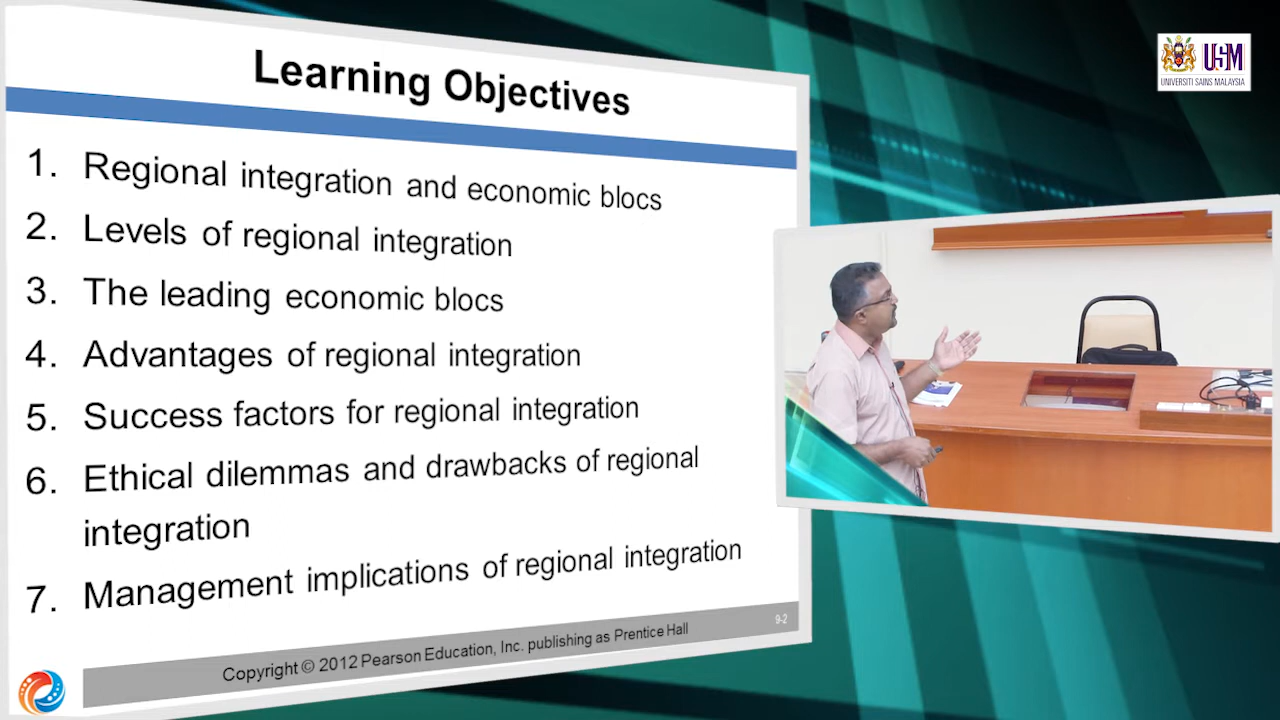 Learning Objectives
1. Regional integration and economic blocs
2. Levels of regional integration
3. The leading economic blocs
4. Advantages of regional integration
5. Success factors for regional integration
6. Ethical dilemmas and drawbacks of regional
integration
7. Management implications of regional integration
Copyright © 2012 Pearson Education, Inc. publishing as Prentice Hall
9-2
USM
UNIVERSITI SAINS MALAYSIA